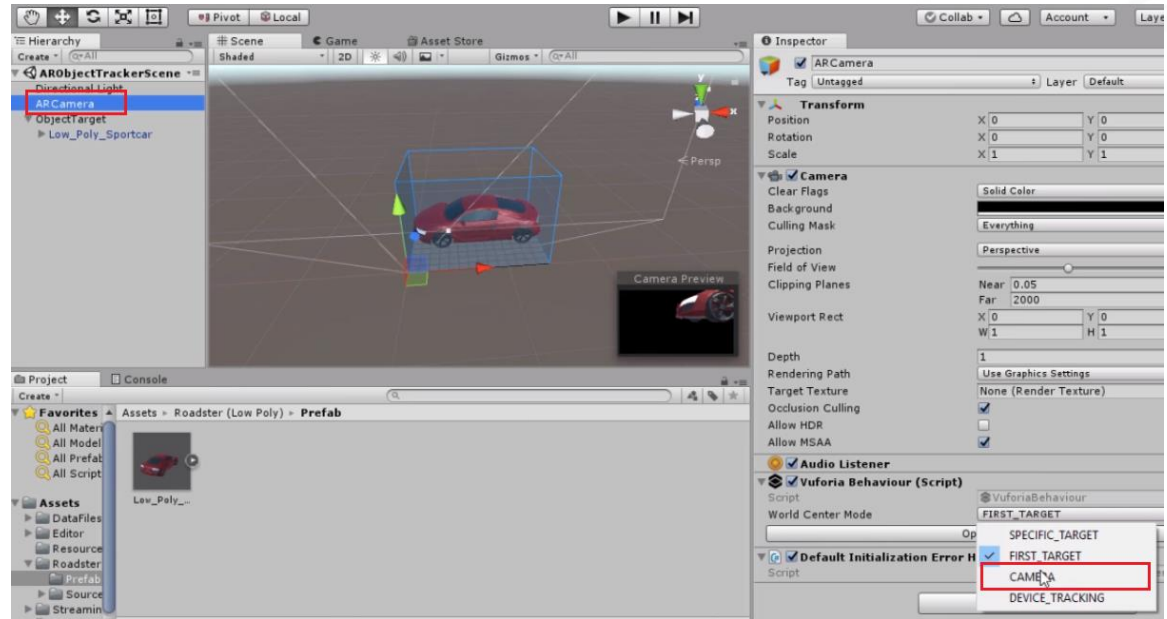 Pivot Local Collab Account Laye
Hierarchy
Create All
ARObjectTrackerScene
Directional Light
ARCamera
ObjectTarget
Low_Poly_Sportcar
Scene Game Asset Store
Shaded 2D Gizmos All
y
x
Persp
Camera Preview
Inspector
ARCamera
Tag Untagged Layer Default
Transform
Position X 0 Y 0
Rotation X 0 Y 0
Scale X 1 Y 1
Camera
Clear Flags Solid Color
Background
Culling Mask Everything
Projection Perspective
Field of View
Clipping Planes Near 0.05
Far 2000
Viewport Rect X 0 Y 0
W 1 H 1
Depth 1
Rendering Path Use Graphics Settings
Target Texture None (Render Texture)
Occlusion Culling
Allow HDR
Allow MSAA
Audio Listener
Vuforia Behaviour (Script)
Script VuforiaBehaviour
World Center Mode FIRST_TARGET
Op
SPECIFIC_TARGET
FIRST_TARGET
CAMERA
DEVICE_TRACKING
Default Initialization Error H
Script
Project Console
Create
Favorites
All Materi
All Model
All Prefab
All Script
Assets
DataFiles
Editor
Resource
Roadster
Prefab
Source
Streamin
Assets Roadster (Low Poly) Prefab
Low_Poly_...